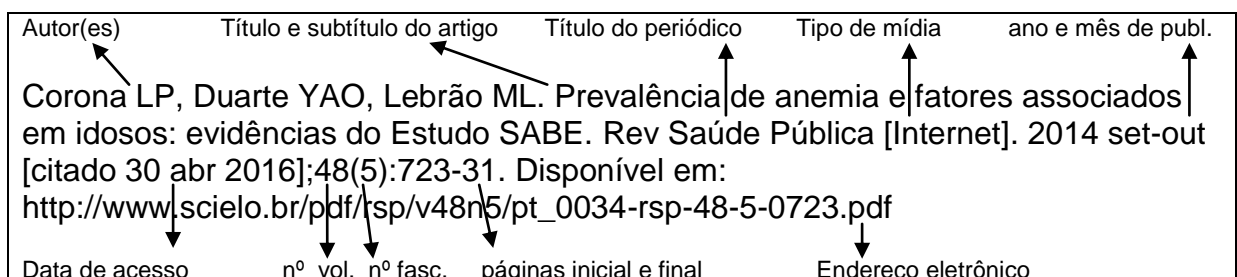 Autor(es) Título e subtítulo do artigo Título do periódico Tipo de mídia ano e mês de publ.
Corona LP, Duarte YAO, Lebrão ML. Prevalência de anemia e fatores associados
em idosos: evidências do Estudo SABE. Rev Saúde Pública [Internet]. 2014 set-out
[citado 30 abr 2016];48(5):723-31. Disponível em:
http://www.scielo.br/pdf/rsp/v48n5/pt_0034-rsp-48-5-0723.pdf
Data de acesso nº vol. nº fasc. páginas inicial e final Endereço eletrônico